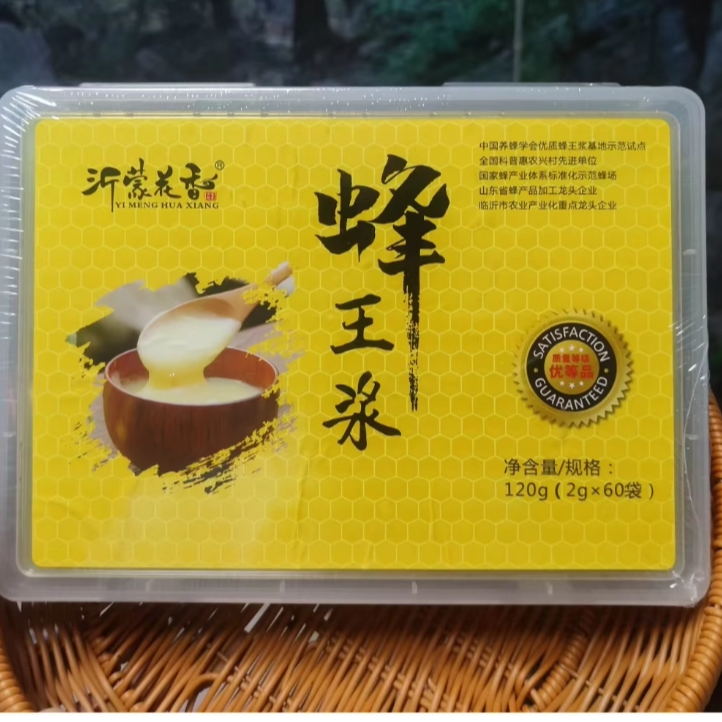 沂蒙花香®
YI MENG HUA XIANG
蜂王浆
中国养蜂学会优质蜂王浆基地示范试点
全国科普惠农兴村先进单位
国家蜂产业体系标准化示范蜂场
山东省蜂产品加工龙头企业
临沂市农业产业化重点龙头企业
SATISFACTION
质量等级
优等品
GUARANTEED
净含量/规格：
120g（2g×60袋）